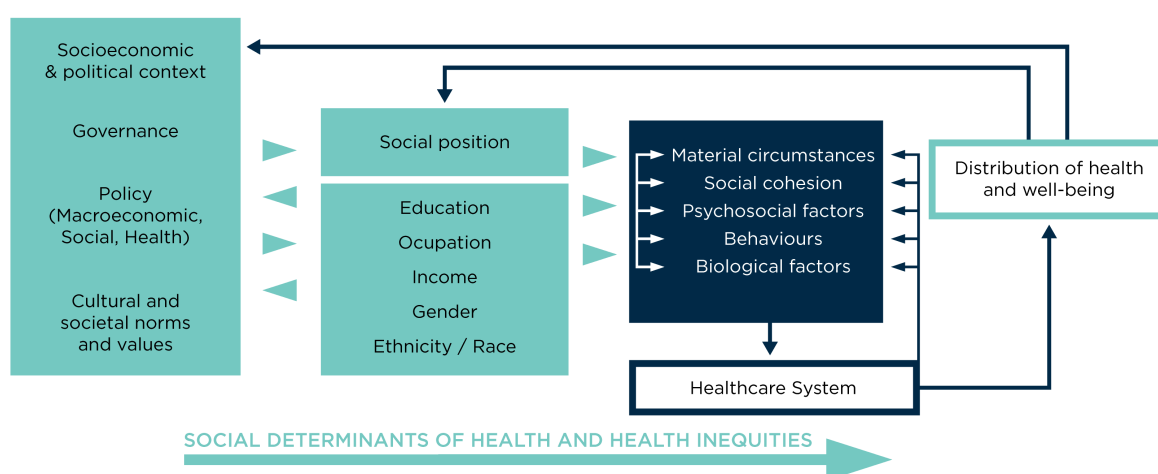 Socioeconomic
& political context
Governance
Policy
(Macroeconomic,
Social, Health)
Cultural and
societal norms
and values
Social position
Education
Ocupation
Income
Gender
Ethnicity / Race
Material circumstances
Social cohesion
Psychosocial factors
Behaviours
Biological factors
Healthcare System
Distribution of health
and well-being
SOCIAL DETERMINANTS OF HEALTH AND HEALTH INEQUITIES